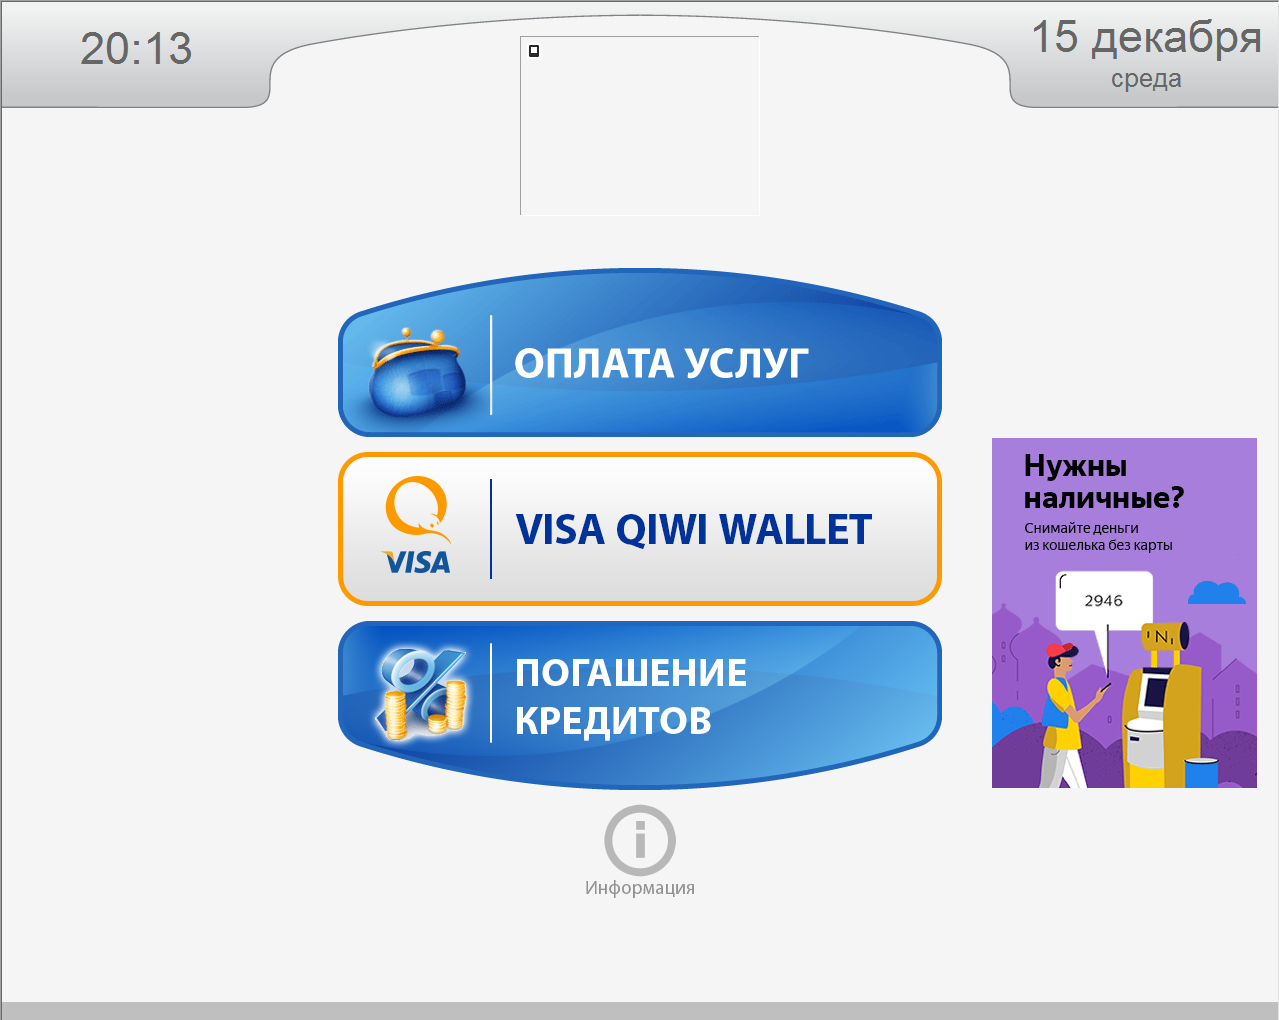 20:13
15 декабря
среда
ОПЛАТА УСЛУГ
VISA
VISA QIWI WALLET
ПОГАШЕНИЕ
КРЕДИТОВ
Информация
Нужны
наличные?
Снимайте деньги
из кошелька без карты
2946